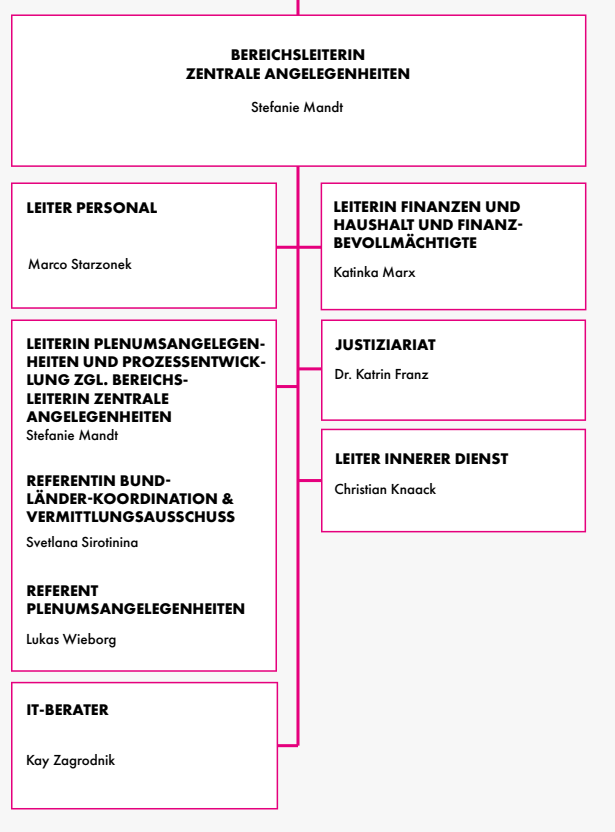 BEREICHSLEITERIN
ZENTRALE ANGELEGENHEITEN
Stefanie Mandt
LEITER PERSONAL
Marco Starzonek
LEITERIN FINANZEN UND
HAUSHALT UND FINANZ-
BEVOLLMÄCHTIGTE
Katinka Marx
LEITERIN PLENUMSANGELEGEN-
HEITEN UND PROZESSENTWICK-
LUNG ZGL. BEREICHS-
LEITERIN ZENTRALE
ANGELEGENHEITEN
Stefanie Mandt
REFERENTIN BUND-
LÄNDER-KOORDINATION &
VERMITTLUNGSAUSSCHUSS
Svetlana Sirotinina
REFERENT
PLENUMSANGELEGENHEITEN
Lukas Wieborg
JUSTIZIARIAT
Dr. Katrin Franz
LEITER INNERER DIENST
Christian Knaack
IT-BERATER
Kay Zagrodnik